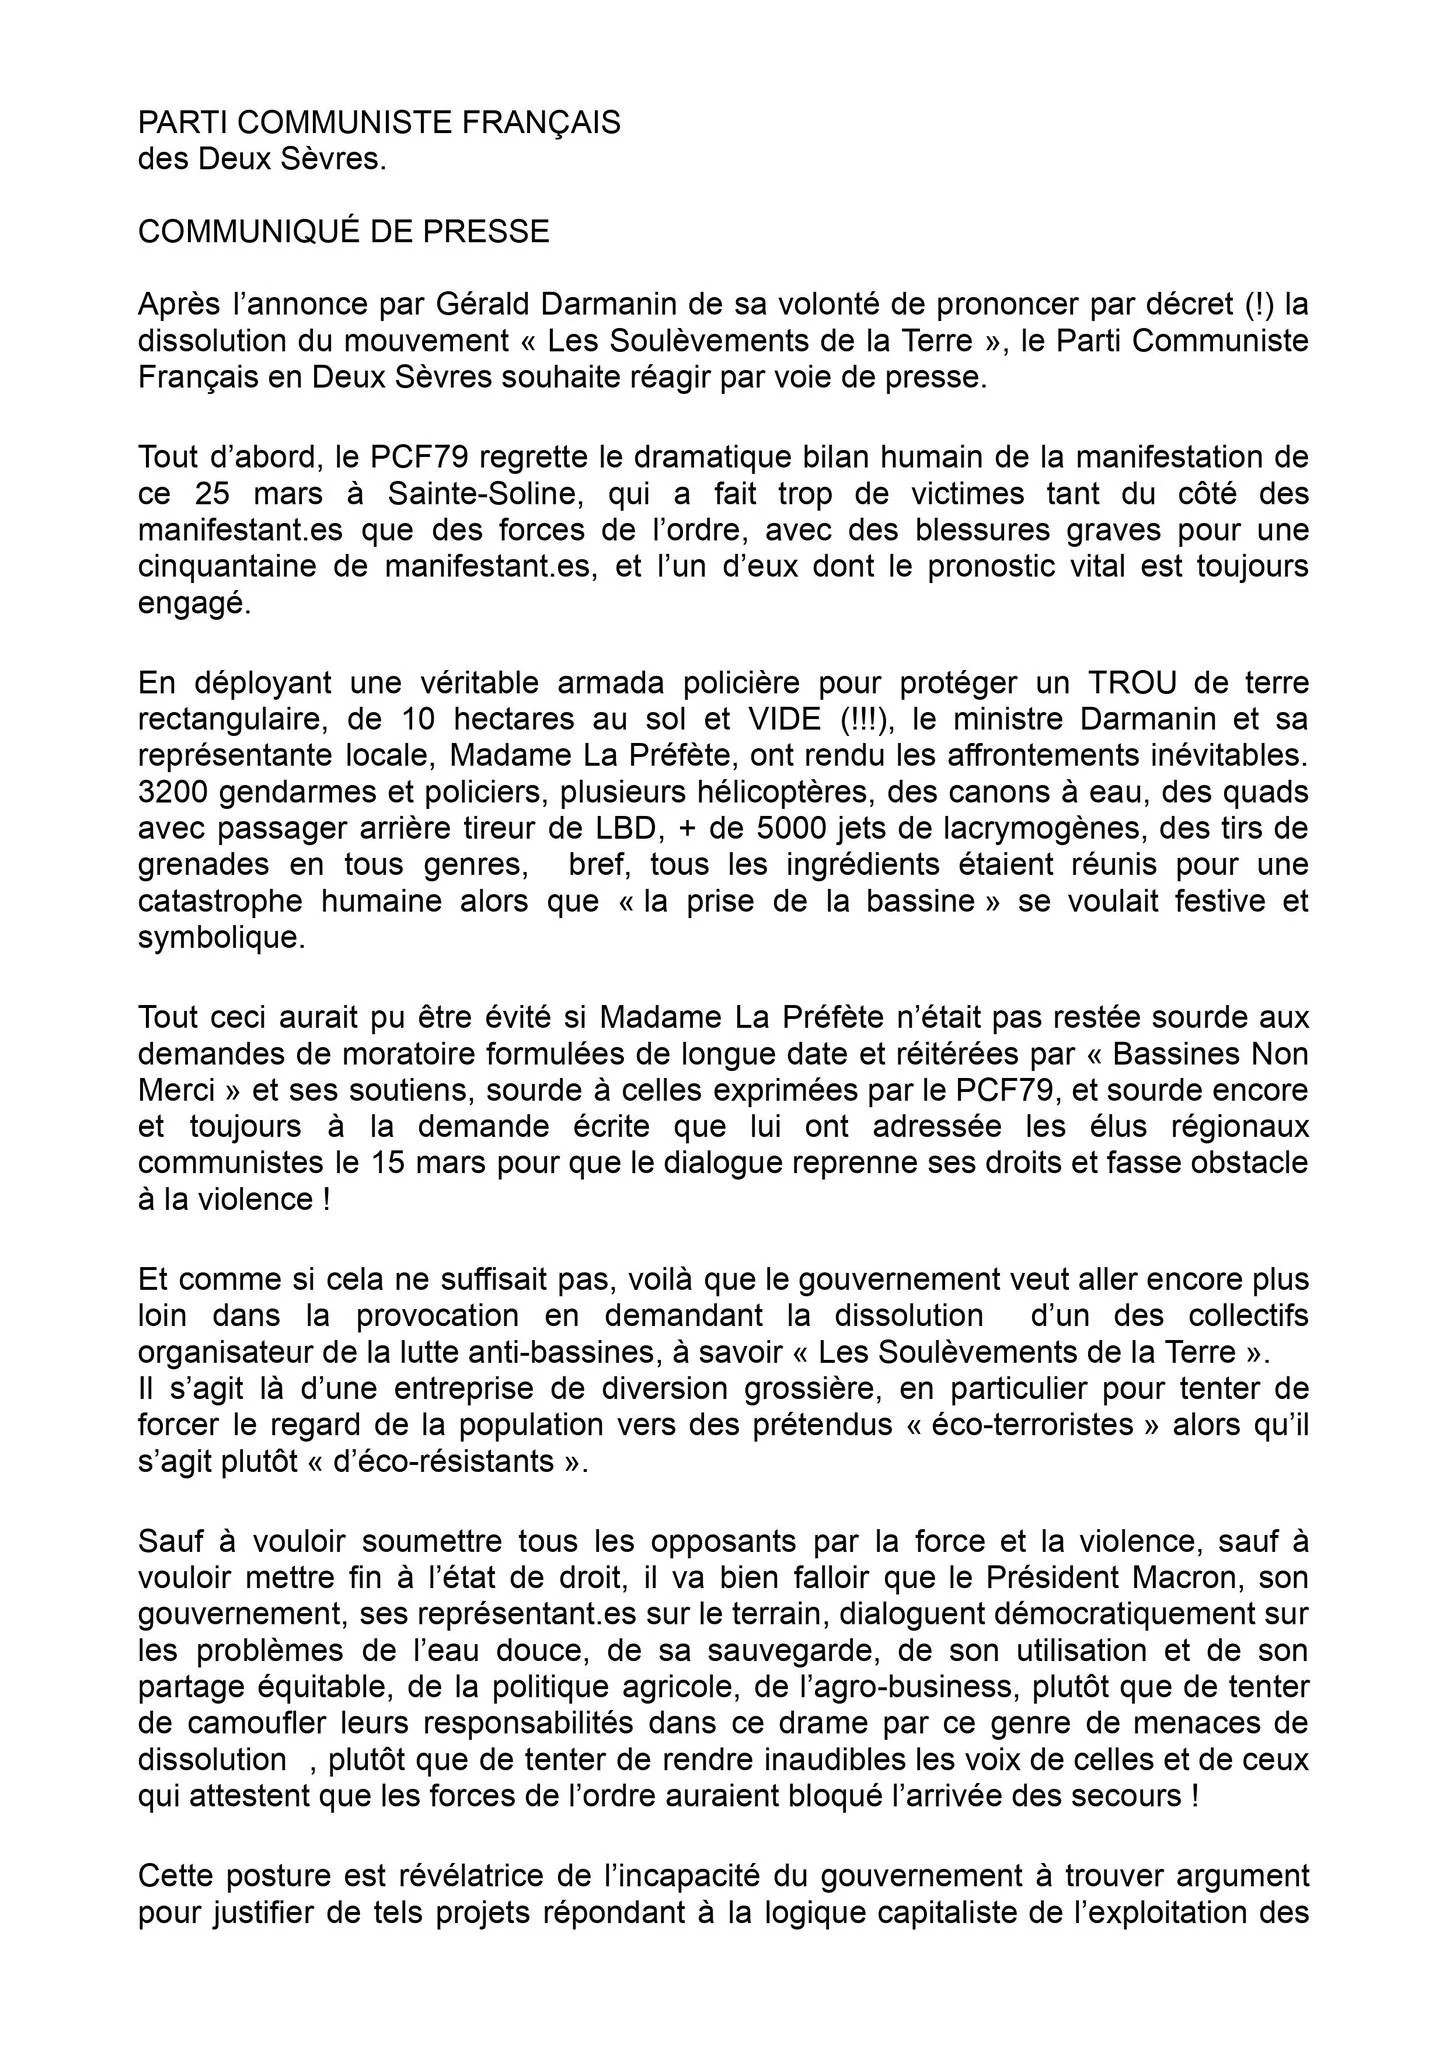 PARTI COMMUNISTE FRANÇAIS
des Deux Sèvres.
COMMUNIQUÉ DE PRESSE
Après l’annonce par Gérald Darmanin de sa volonté de prononcer par décret (!) la
dissolution du mouvement « Les Soulèvements de la Terre », le Parti Communiste
Français en Deux Sèvres souhaite réagir par voie de presse.
Tout d’abord, le PCF79 regrette le dramatique bilan humain de la manifestation de
ce 25 mars à Sainte-Soline, qui a fait trop de victimes tant du côté des
manifestant.es que des forces de l’ordre, avec des blessures graves pour une
cinquantaine de manifestant.es, et l’un d’eux dont le pronostic vital est toujours
engagé.
En déployant une véritable armada policière pour protéger un TROU de terre
rectangulaire, de 10 hectares au sol et VIDE (!!!), le ministre Darmanin et sa
représentante locale, Madame La Préfète, ont rendu les affrontements inévitables.
3200 gendarmes et policiers, plusieurs hélicoptères, des canons à eau, des quads
avec passager arrière tireur de LBD, + de 5000 jets de lacrymogènes, des tirs de
grenades en tous genres,  bref, tous les ingrédients étaient réunis pour une
catastrophe humaine alors que « la prise de la bassine » se voulait festive et
symbolique.
Tout ceci aurait pu être évité si Madame La Préfète n’était pas restée sourde aux
demandes de moratoire formulées de longue date et réitérées par « Bassines Non
Merci » et ses soutiens, sourde à celles exprimées par le PCF79, et sourde encore
et toujours à la demande écrite que lui ont adressée les élus régionaux
communistes le 15 mars pour que le dialogue reprenne ses droits et fasse obstacle
à la violence !
Et comme si cela ne suffisait pas, voilà que le gouvernement veut aller encore plus
loin dans la provocation en demandant la dissolution  d’un des collectifs
organisateur de la lutte anti-bassines, à savoir « Les Soulèvements de la Terre ».
Il s’agit là d’une entreprise de diversion grossière, en particulier pour tenter de
forcer le regard de la population vers des prétendus « éco-terroristes » alors qu’il
s’agit plutôt « d’éco-résistants ».
Sauf à vouloir soumettre tous les opposants par la force et la violence, sauf à
vouloir mettre fin à l’état de droit, il va bien falloir que le Président Macron, son
gouvernement, ses représentant.es sur le terrain, dialoguent démocratiquement sur
les problèmes de l’eau douce, de sa sauvegarde, de son utilisation et de son
partage équitable, de la politique agricole, de l’agro-business, plutôt que de tenter
de camoufler leurs responsabilités dans ce drame par ce genre de menaces de
dissolution  , plutôt que de tenter de rendre inaudibles les voix de celles et de ceux
qui attestent que les forces de l’ordre auraient bloqué l’arrivée des secours !
Cette posture est révélatrice de l’incapacité du gouvernement à trouver argument
pour justifier de tels projets répondant à la logique capitaliste de l’exploitation des